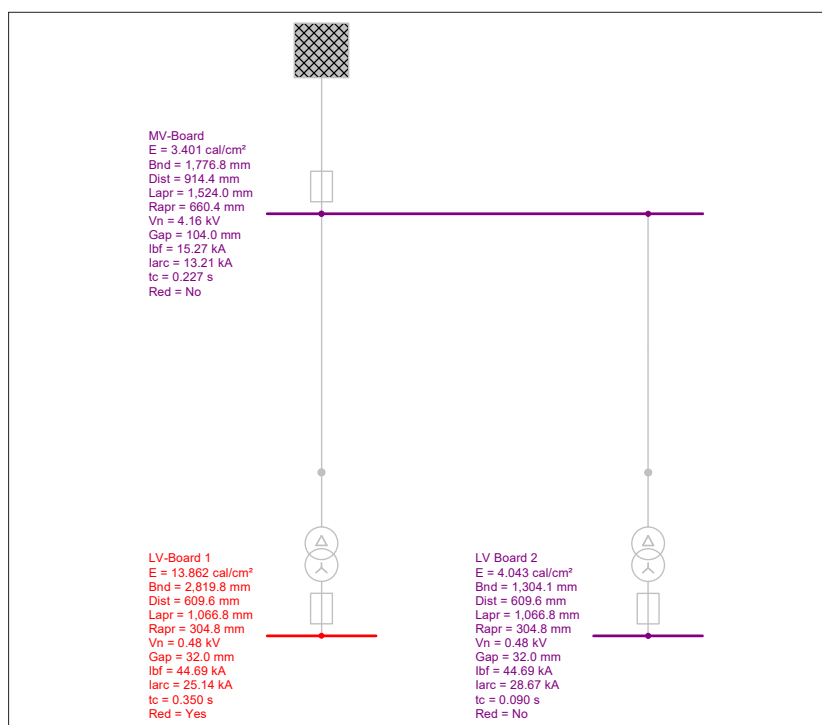 MV-Board
E = 3.401 cal/cm²
Bnd = 1,776.8 mm
Dist = 914.4 mm
Lapr = 1,524.0 mm
Rapr = 660.4 mm
Vn = 4.16 kV
Gap = 104.0 mm
Ibf = 15.27 kA
Iarc = 13.21 kA
tc = 0.227 s
Red = No
LV-Board 1
E = 13.862 cal/cm²
Bnd = 2,819.8 mm
Dist = 609.6 mm
Lapr = 1,066.8 mm
Rapr = 304.8 mm
Vn = 0.48 kV
Gap = 32.0 mm
Ibf = 44.69 kA
Iarc = 25.14 kA
tc = 0.350 s
Red = Yes
LV Board 2
E = 4.043 cal/cm²
Bnd = 1,304.1 mm
Dist = 609.6 mm
Lapr = 1,066.8 mm
Rapr = 304.8 mm
Vn = 0.48 kV
Gap = 32.0 mm
Ibf = 44.69 kA
Iarc = 28.67 kA
tc = 0.090 s
Red = No